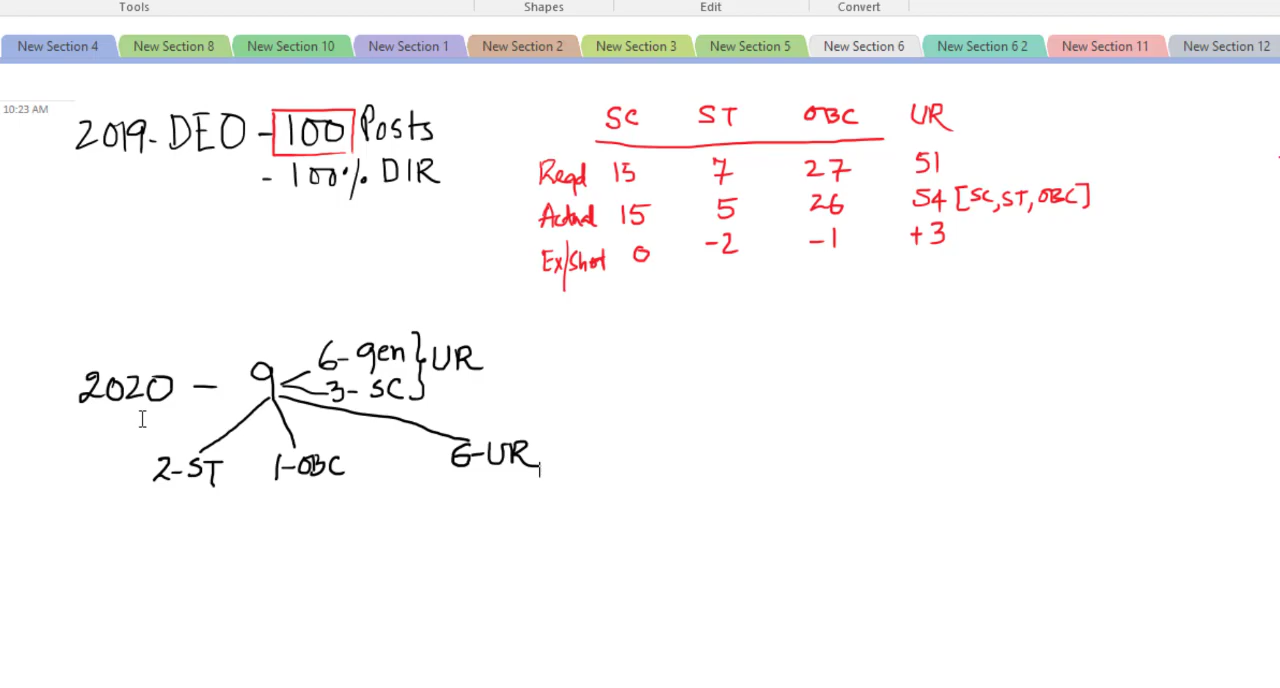 Tools Shapes Edit Convert
New Section 4 New Section 8 New Section 10 New Section 1 New Section 2 New Section 3 New Section 5 New Section 6 New Section 6 2 New Section 11 New Section 12
10:23 AM
2019-DEO-100 Posts
- 100% DIR
SC ST OBC UR
Reqd 15 7 27 51
Actual 15 5 26 54 [SC,ST,OBC]
Ex/Shot 0 -2 -1 +3
2020 - 9
6-gen } UR
3- SC
2-ST 1-OBC 6-UR